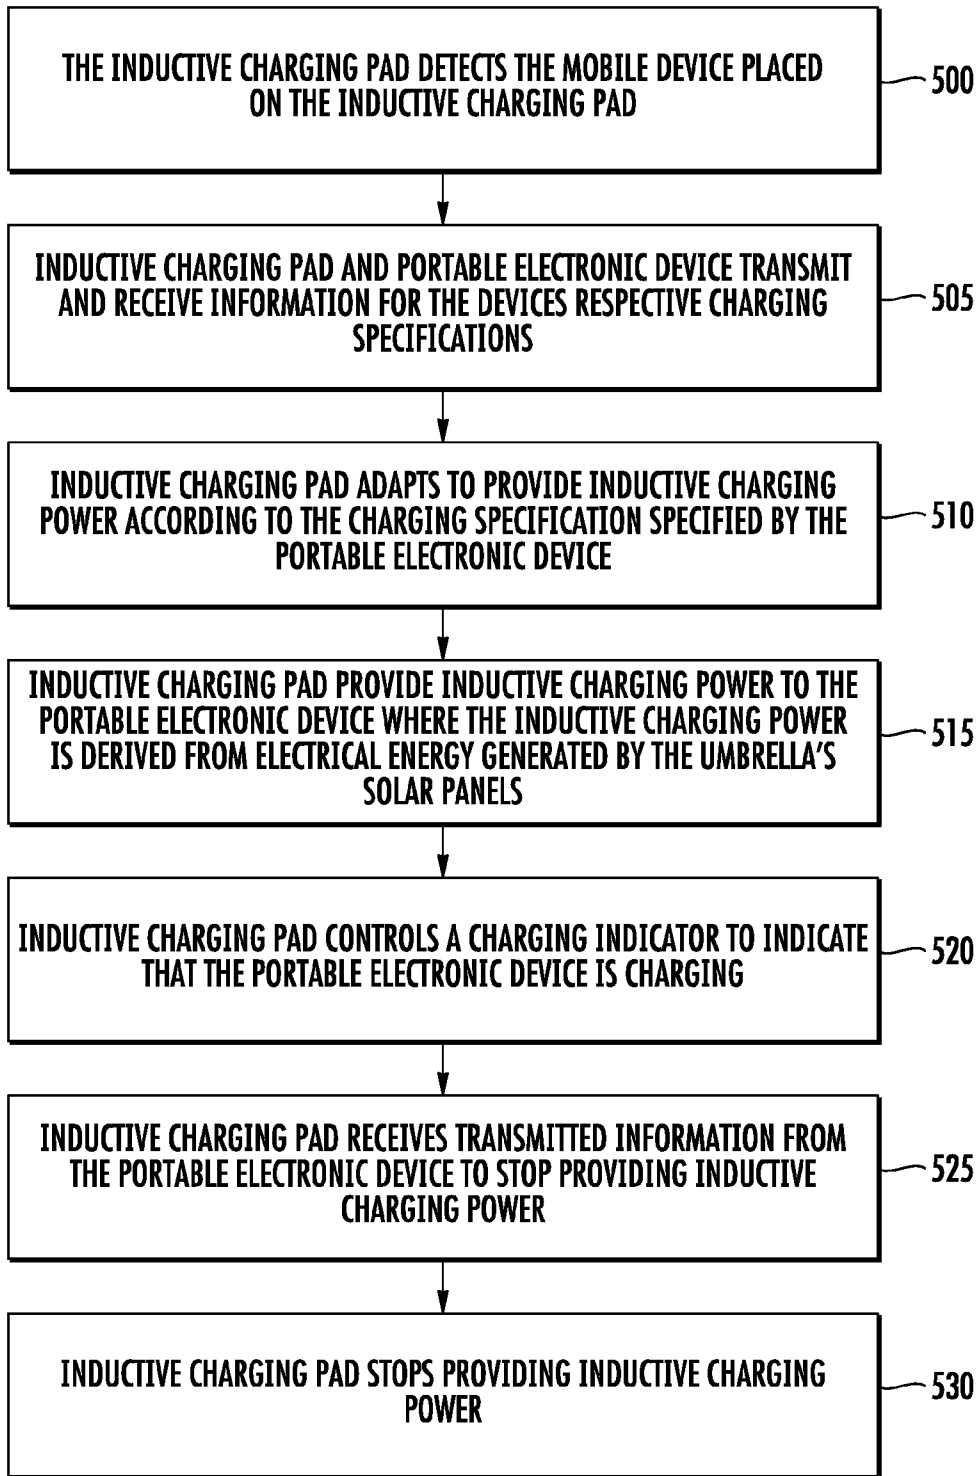 THE INDUCTIVE CHARGING PAD DETECTS THE MOBILE DEVICE PLACED
ON THE INDUCTIVE CHARGING PAD
500
INDUCTIVE CHARGING PAD AND PORTABLE ELECTRONIC DEVICE TRANSMIT
AND RECEIVE INFORMATION FOR THE DEVICES RESPECTIVE CHARGING
SPECIFICATIONS
505
INDUCTIVE CHARGING PAD ADAPTS TO PROVIDE INDUCTIVE CHARGING
POWER ACCORDING TO THE CHARGING SPECIFICATION SPECIFIED BY THE
PORTABLE ELECTRONIC DEVICE
510
INDUCTIVE CHARGING PAD PROVIDE INDUCTIVE CHARGING POWER TO THE
PORTABLE ELECTRONIC DEVICE WHERE THE INDUCTIVE CHARGING POWER
IS DERIVED FROM ELECTRICAL ENERGY GENERATED BY THE UMBRELLA'S
SOLAR PANELS
515
INDUCTIVE CHARGING PAD CONTROLS A CHARGING INDICATOR TO INDICATE
THAT THE PORTABLE ELECTRONIC DEVICE IS CHARGING
520
INDUCTIVE CHARGING PAD RECEIVES TRANSMITTED INFORMATION FROM
THE PORTABLE ELECTRONIC DEVICE TO STOP PROVIDING INDUCTIVE
CHARGING POWER
525
INDUCTIVE CHARGING PAD STOPS PROVIDING INDUCTIVE CHARGING
POWER
530